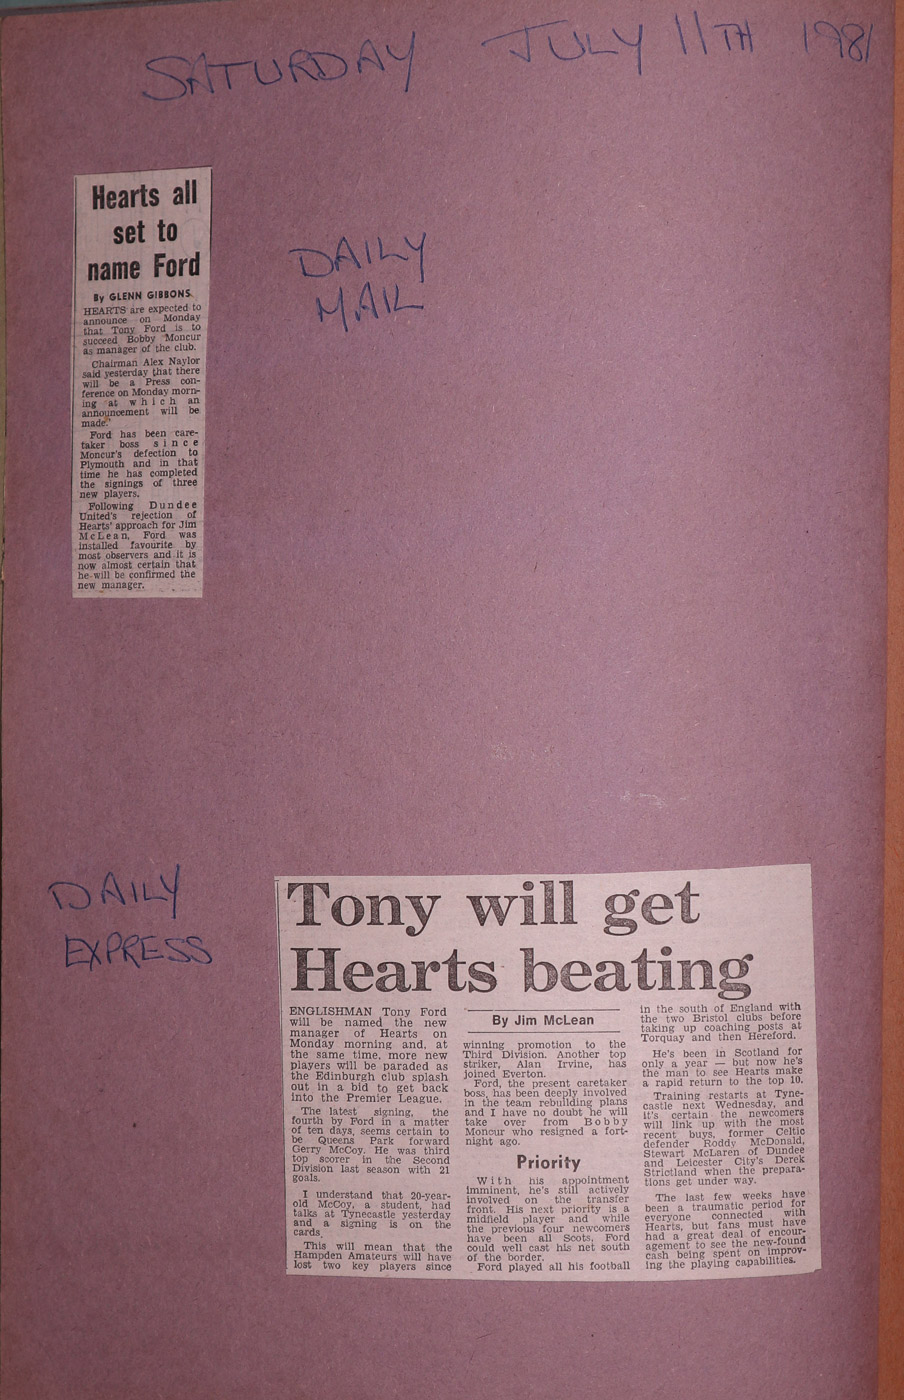 SATURDAY JULY 11TH 1981
Hearts all
set to
name Ford
By GLENN GIBBONS
HEARTS are expected to
announce on Monday
that Tony Ford is to
succeed Bobby Moncur
as manager of the club.
Chairman Alex Naylor
said yesterday that there
will be a Press con-
ference on Monday morn-
ing at which an
announcement will be
made.
Ford has been care-
taker boss since
Moncur's defection to
Plymouth and in that
time he has completed
the signings of three
new players.
Following Dundee
United's rejection of
Hearts' approach for Jim
McLean, Ford was
installed favourite by
most observers and it is
now almost certain that
he will be confirmed the
new manager.
DAILY
MAIL
DAILY
EXPRESS
Tony will get
Hearts beating
ENGLISHMAN Tony Ford
will be named the new
manager of Hearts on
Monday morning and, at
the same time, more new
players will be paraded as
the Edinburgh club splash
out in a bid to get back
into the Premier League.
The latest signing, the
fourth by Ford in a matter
of ten days, seems certain to
be Queens Park forward
Gerry McCoy. He was third
top scorer in the Second
Division last season with 21
goals.
I understand that 20-year-
old McCoy, a student, had
talks at Tynecastle yesterday
and a signing is on the
cards.
This will mean that the
Hampden Amateurs will have
lost two key players since
By Jim McLean
winning promotion to the
Third Division. Another top
striker, Alan Irvine, has
joined Everton.
Ford, the present caretaker
boss, has been deeply involved
in the team rebuilding plans
and I have no doubt he will
take over from Bobby
Moncur who resigned a fort-
night ago.
Priority
With his appointment
imminent, he's still actively
involved on the transfer
front. His next priority is a
midfield player and while
the previous four newcomers
have been all Scots, Ford
could well cast his net south
of the border.
Ford played all his football
in the south of England with
the two Bristol clubs before
taking up coaching posts at
Torquay and then Hereford.
He's been in Scotland for
only a year — but now he's
the man to see Hearts make
a rapid return to the top 10.
Training restarts at Tyne-
castle next Wednesday, and
it's certain the newcomers
will link up with the most
recent buys, former Celtic
defender Roddy McDonald,
Stewart McLaren of Dundee
and Leicester City's Derek
Strictland when the prepara-
tions get under way.
The last few weeks have
been a traumatic period for
everyone connected with
Hearts, but fans must have
had a great deal of encour-
agement to see the new-found
cash being spent on improv-
ing the playing capabilities.